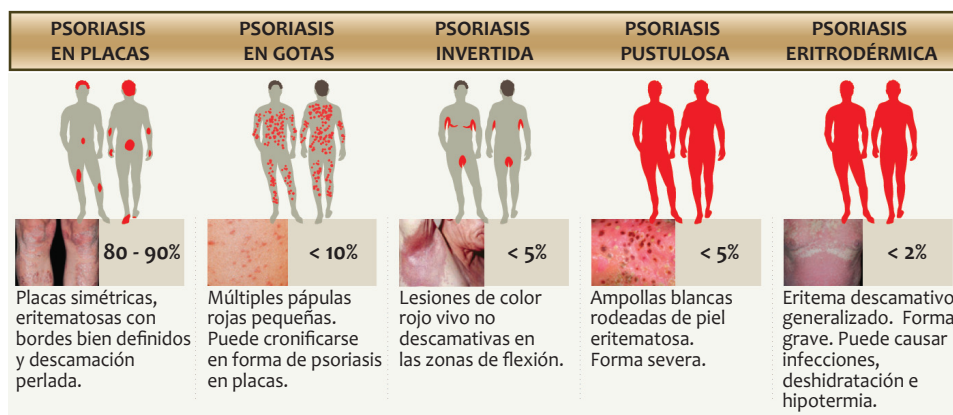 PSORIASIS
EN PLACAS
PSORIASIS
EN GOTAS
PSORIASIS
INVERTIDA
PSORIASIS
PUSTULOSA
PSORIASIS
ERITRODÉRMICA
80 - 90%
< 10%
< 5%
< 5%
< 2%
Placas simétricas,
eritematosas con
bordes bien definidos
y descamación
perlada.
Múltiples pápulas
rojas pequeñas.
Puede cronificarse
en forma de psoriasis
en placas.
Lesiones de color
rojo vivo no
descamativas en
las zonas de flexión.
Ampollas blancas
rodeadas de piel
eritematosa.
Forma severa.
Eritema descamativo
generalizado. Forma
grave. Puede causar
infecciones,
deshidratación e
hipotermia.